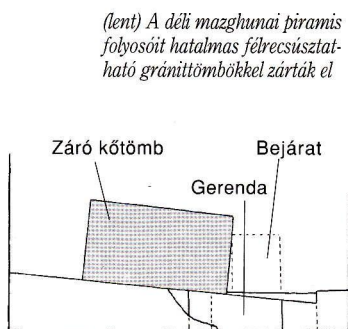 (lent) A déli mazghunai piramis
folyosóit hatalmas félrecsúsztat-
ható gránittömbökkel zárták el
Záró kőtömb
Bejárat
Gerenda